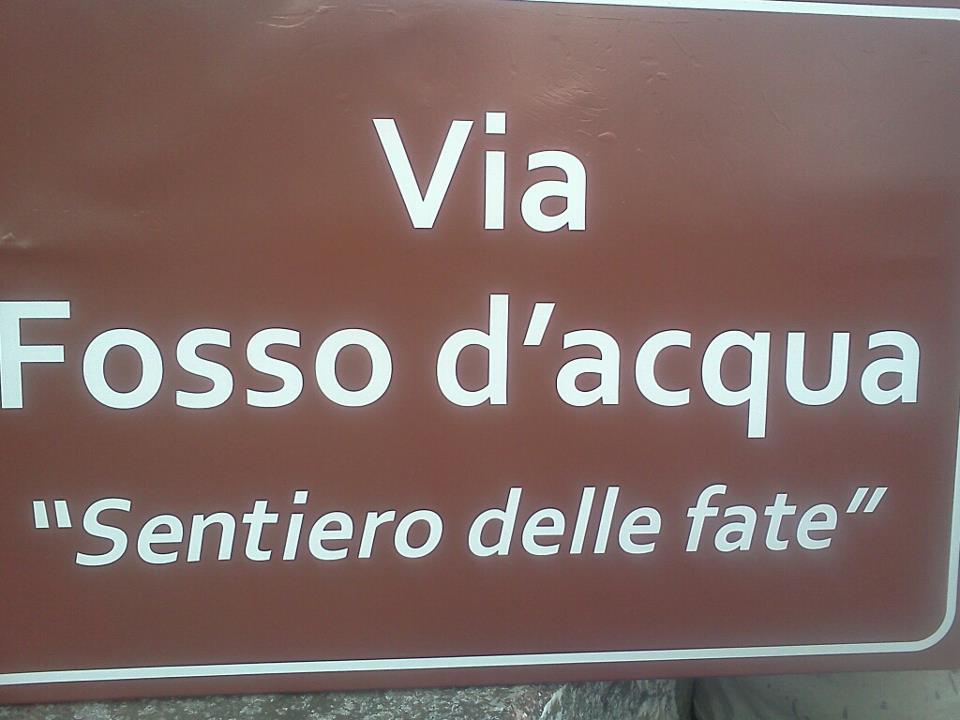 Via
Fosso d'acqua
“Sentiero delle fate”